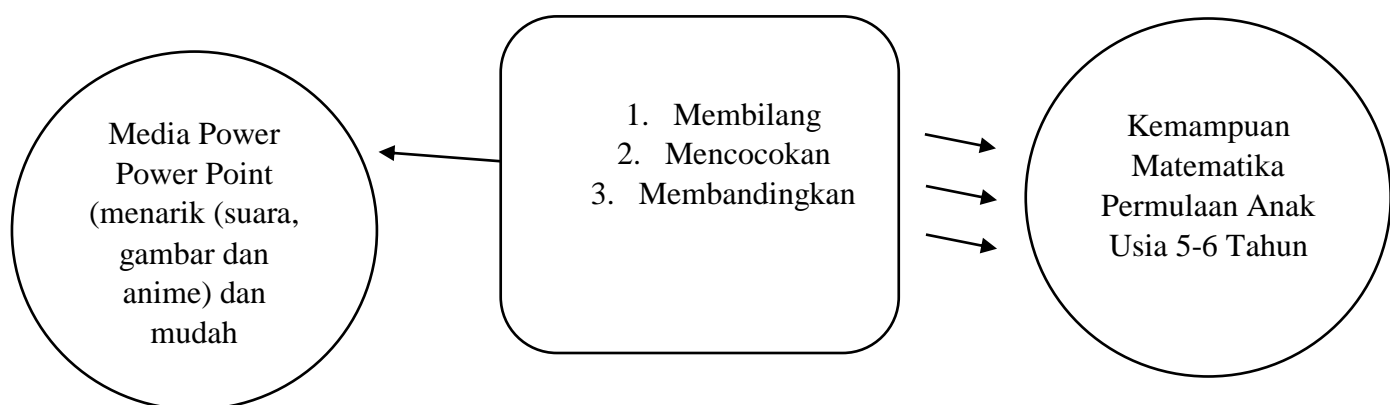 Media Power
Power Point
(menarik (suara,
gambar dan
anime) dan
mudah
1. Membilang
2. Mencocokan
3. Membandingkan
Kemampuan
Matematika
Permulaan Anak
Usia 5-6 Tahun